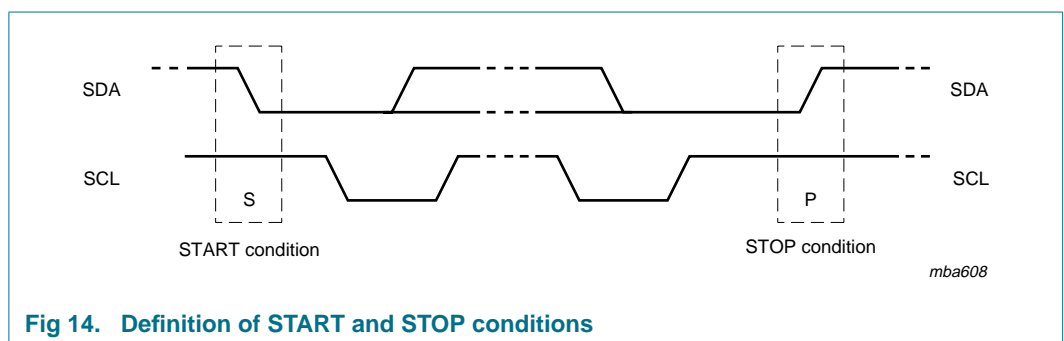 SDA
SDA
SCL
SCL
S
P
START condition
STOP condition
mba608
Fig 14. Definition of START and STOP conditions